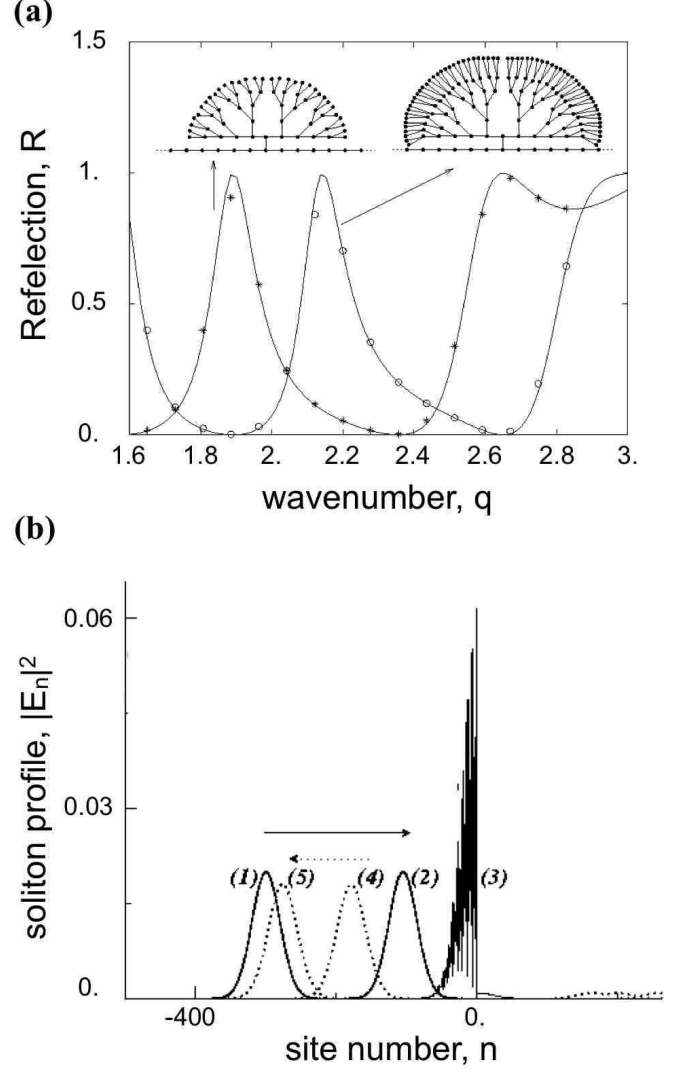 (a)
Refelection, R
1.5
1.
0.5
0.
1.6 1.8 2. 2.2 2.4 2.6 2.8 3.
wavenumber, q
(b)
soliton profile, |En|2
0.06
0.03
0.
(1) (5) (4) (2) (3)
-400 0.
site number, n